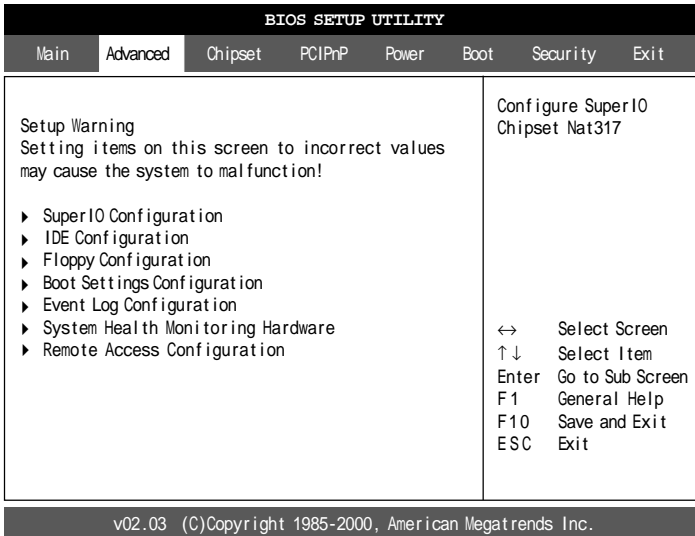 BIOS SETUP UTILITY
Main Advanced Chipset PCIPnP Power Boot Security Exit
Setup Warning
Setting items on this screen to incorrect values
may cause the system to malfunction!
▶ SuperIO Configuration
▶ IDE Configuration
▶ Floppy Configuration
▶ Boot Settings Configuration
▶ Event Log Configuration
▶ System Health Monitoring Hardware
▶ Remote Access Configuration
Configure SuperIO
Chipset Nat317
↔ Select Screen
↑↓ Select Item
Enter Go to Sub Screen
F1 General Help
F10 Save and Exit
ESC Exit
v02.03 (C)Copyright 1985-2000, American Megatrends Inc.